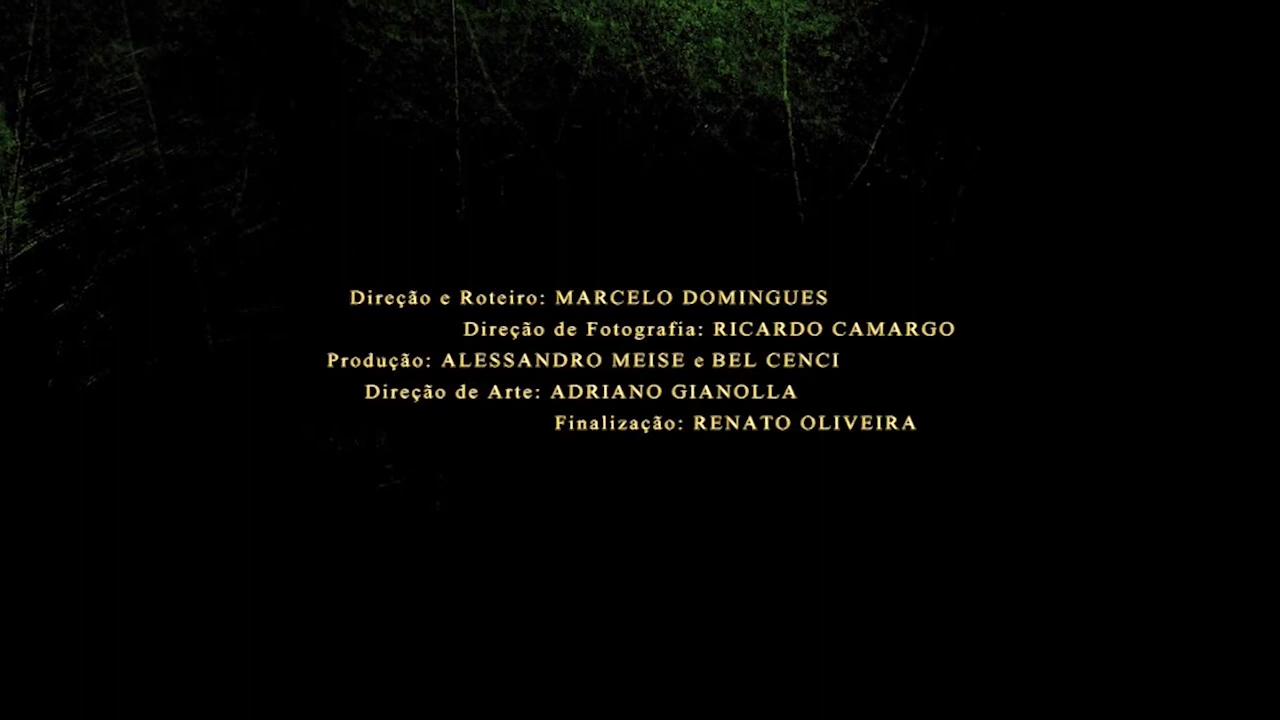 Direção e Roteiro: MARCELO DOMINGUES
Direção de Fotografia: RICARDO CAMARGO
Produção: ALESSANDRO MEISE e BEL CENCI
Direção de Arte: ADRIANO GIANOLLA
Finalização: RENATO OLIVEIRA